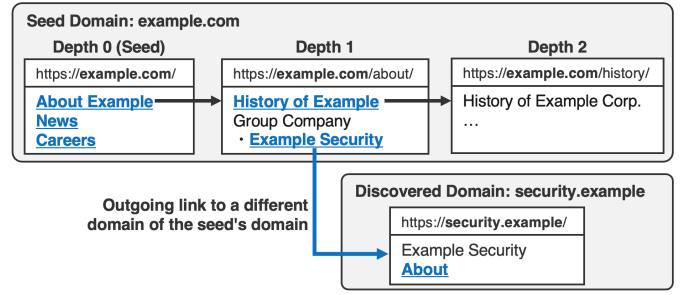 Seed Domain: example.com
Depth 0 (Seed)
https://example.com/
About Example
News
Careers
Depth 1
https://example.com/about/
History of Example
Group Company
・Example Security
Depth 2
https://example.com/history/
History of Example Corp.
…
Outgoing link to a different
domain of the seed's domain
Discovered Domain: security.example
https://security.example/
Example Security
About